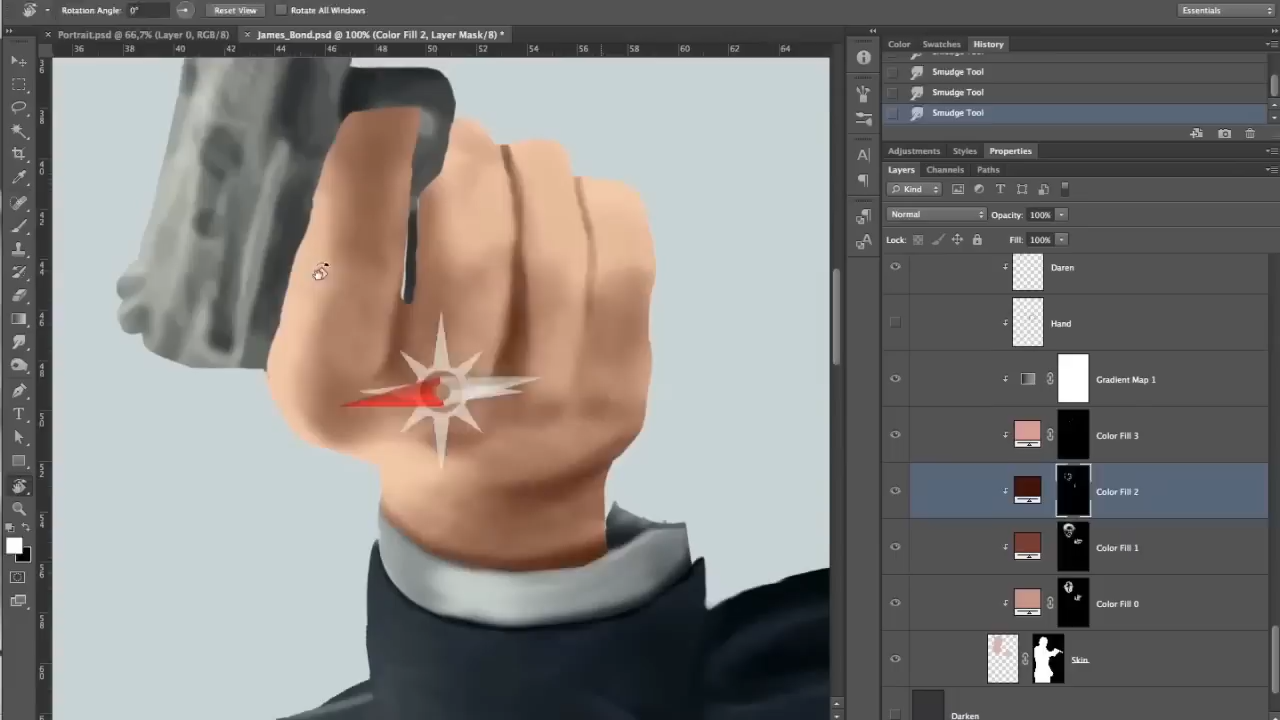 Rotation Angle: 0° Reset View Rotate All Windows Essentials
Portrait.psd @ 66,7% (Layer 0, RGB/8) James_Bond.psd @ 100% (Color Fill 2, Layer Mask/8) *
36 38 40 42 44 46 48 50 52 54 56 58 60 62 64
Color Swatches History
Smudge Tool
Smudge Tool
Smudge Tool
Adjustments Styles Properties
Layers Channels Paths
Kind
Normal Opacity: 100%
Lock: Fill: 100%
Daren
Hand
Gradient Map 1
Color Fill 3
Color Fill 2
Color Fill 1
Color Fill 0
Skin
Darken